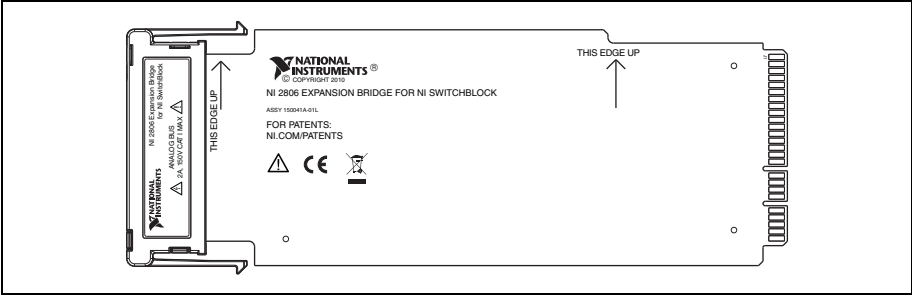 NI 2806 Expansion Bridge
for NI SwitchBlock
ANALOG BUS
2A, 150V CAT I MAX
NATIONAL
INSTRUMENTS
THIS EDGE UP
NATIONAL
INSTRUMENTS ®
© COPYRIGHT 2010
NI 2806 EXPANSION BRIDGE FOR NI SWITCHBLOCK
ASSY 150041A-01L
FOR PATENTS:
NI.COM/PATENTS
CE
THIS EDGE UP